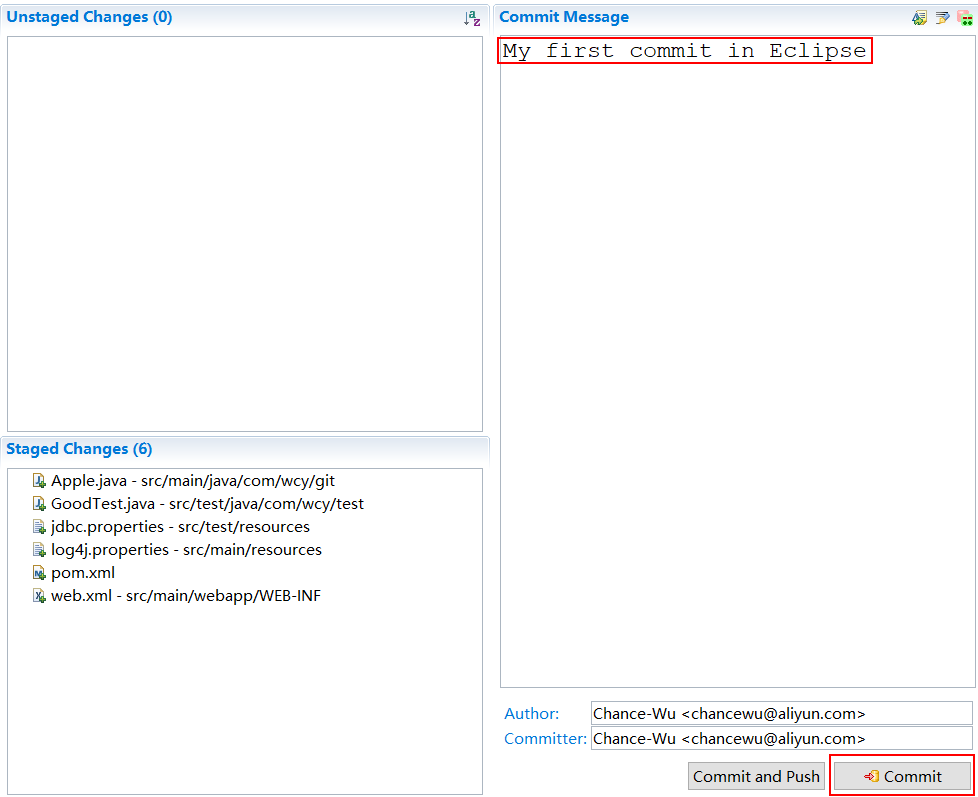 Unstaged Changes (0)
Staged Changes (6)
Apple.java - src/main/java/com/wcy/git
GoodTest.java - src/test/java/com/wcy/test
jdbc.properties - src/test/resources
log4j.properties - src/main/resources
pom.xml
web.xml - src/main/webapp/WEB-INF
Commit Message
My first commit in Eclipse
Author: Chance-Wu <chancewu@aliyun.com>
Committer: Chance-Wu <chancewu@aliyun.com>
Commit and Push Commit